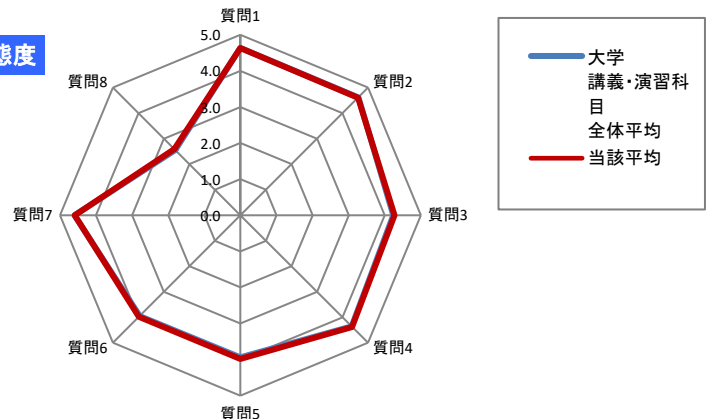 質問1
態度
5.0
4.0
3.0
2.0
1.0
0.0
質問2
質問3
質問4
質問5
質問6
質問7
質問8
大学
講義・演習科
目
全体平均
当該平均